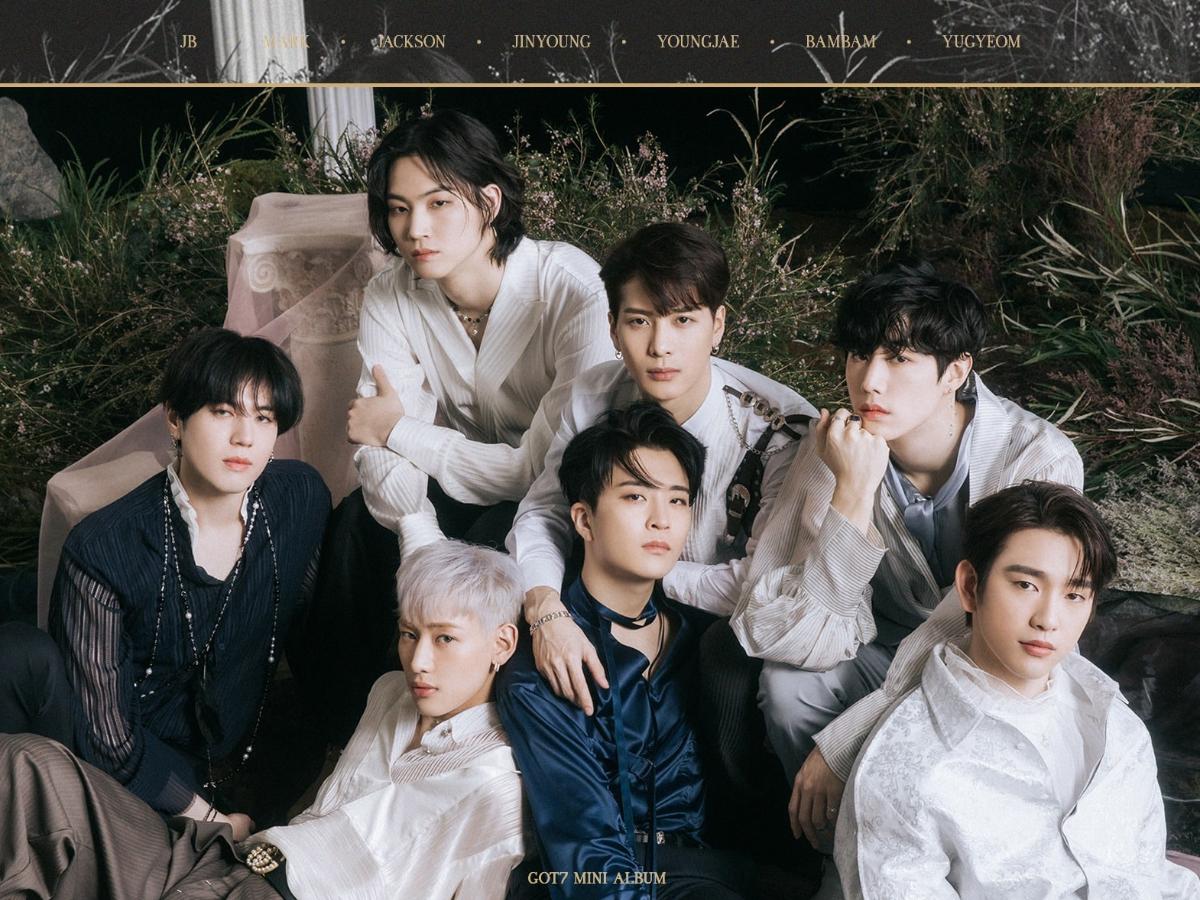 JB MARK • JACKSON • JINYOUNG • YOUNGJAE • BAMBAM • YUGYEOM
GOT7 MINI ALBUM